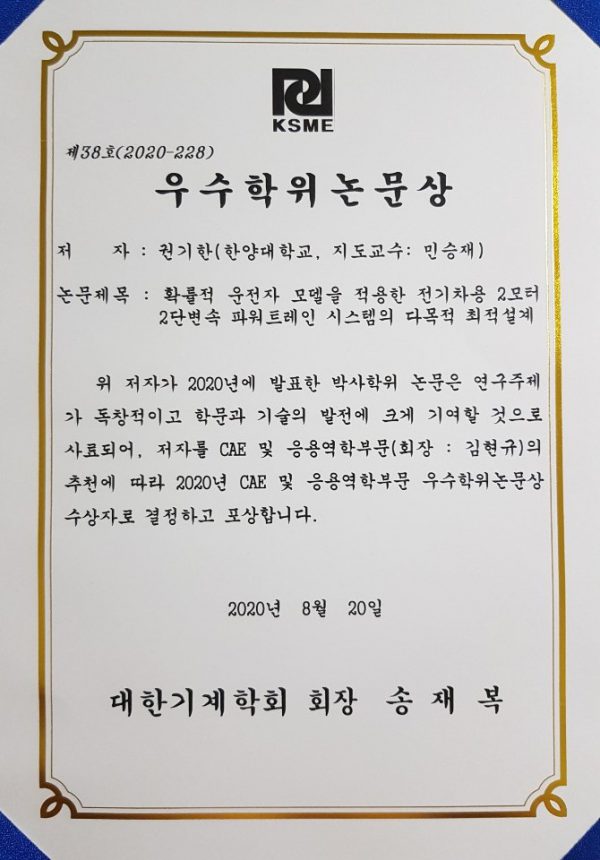 KSME
제38호(2020-228)
우수학위논문상
저 자 : 권기한(한양대학교, 지도교수: 민승재)
논문제목 : 확률적 운전자 모델을 적용한 전기차용 2모터
2단변속 파워트레인 시스템의 다목적 최적설계
위 저자가 2020년에 발표한 박사학위 논문은 연구주제
가 독창적이고 학문과 기술의 발전에 크게 기여할 것으로
사료되어, 저자를 CAE 및 응용역학부문(회장 : 김현규)의
추천에 따라 2020년 CAE 및 응용역학부문 우수학위논문상
수상자로 결정하고 포상합니다.
2020년 8월 20일
대한기계학회 회장 송 재 복